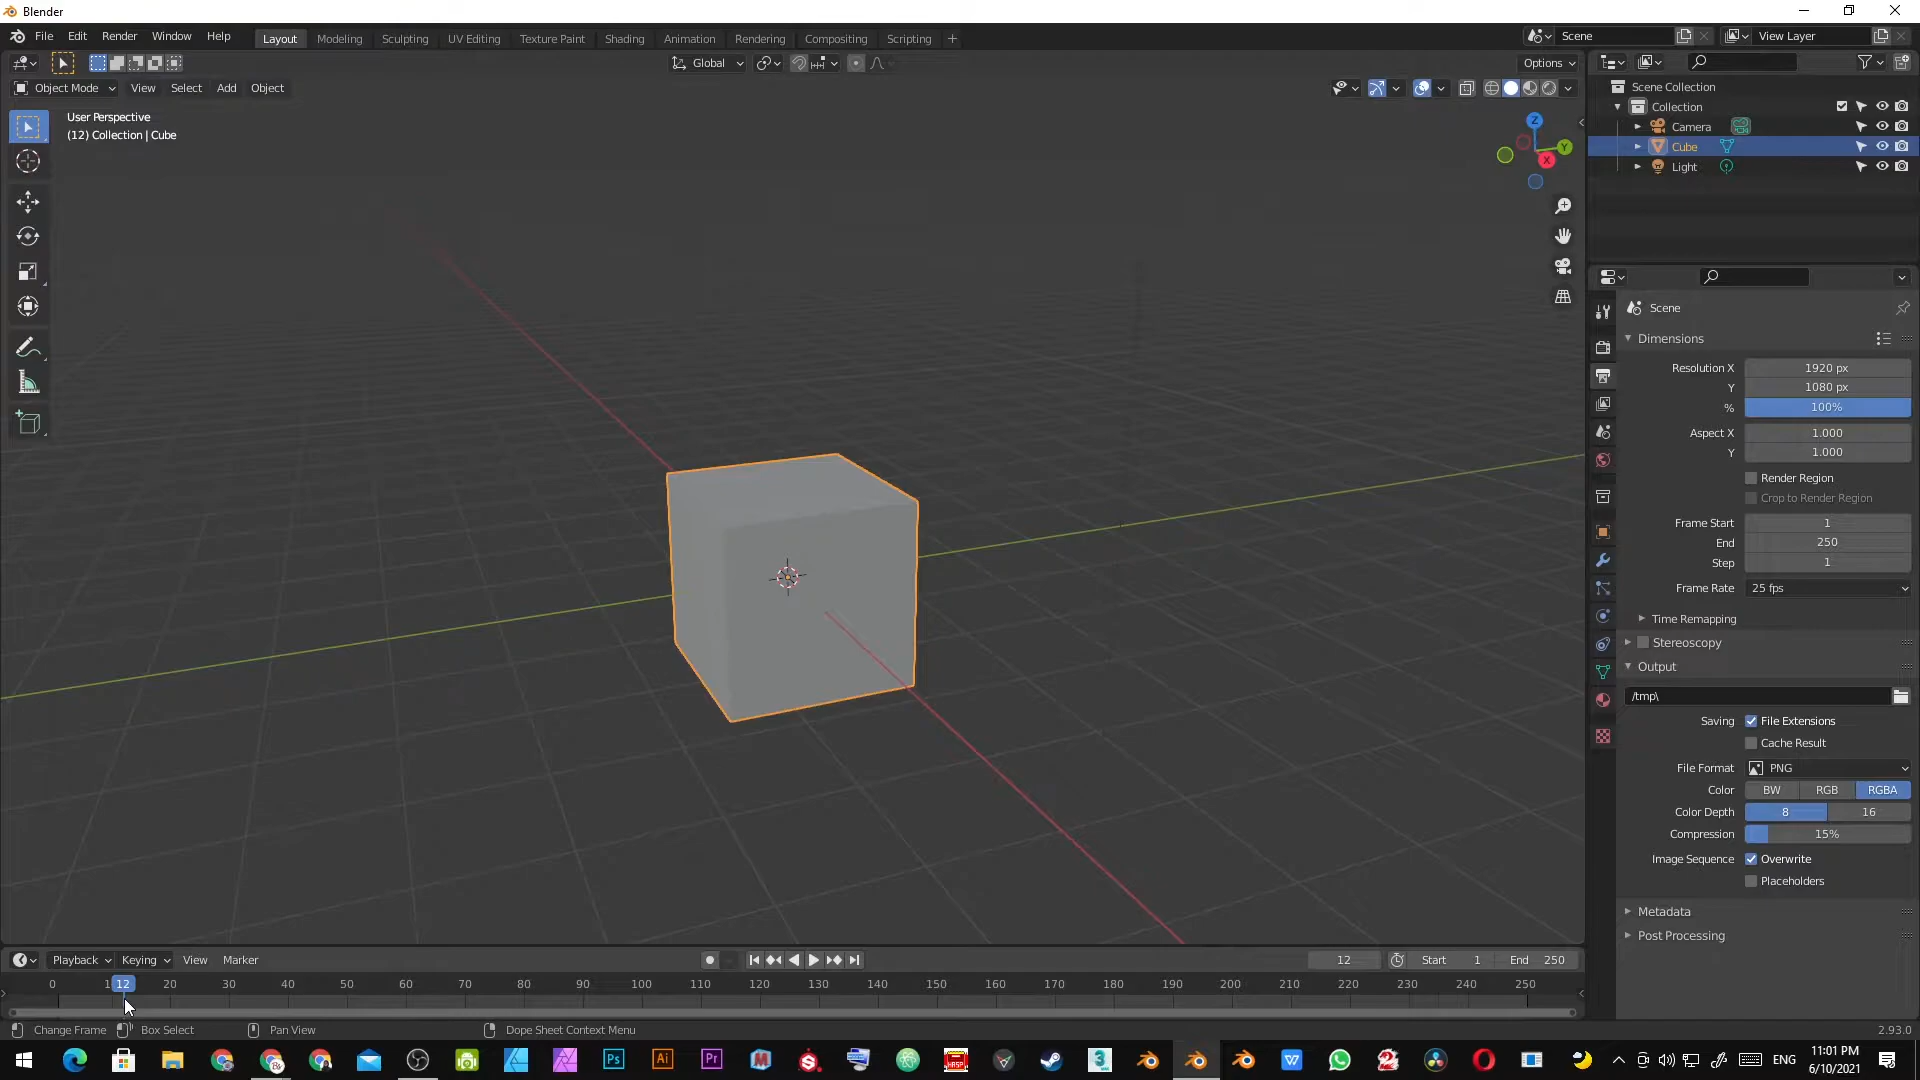 Blender
File Edit Render Window Help Layout Modeling Sculpting UV Editing Texture Paint Shading Animation Rendering Compositing Scripting + Scene View Layer
Global Options
Object Mode View Select Add Object
User Perspective
(12) Collection | Cube
Z
Y
X
Scene Collection
Collection
Camera
Cube
Light
Scene
Dimensions
Resolution X 1920 px
Y 1080 px
% 100%
Aspect X 1.000
Y 1.000
Render Region
Crop to Render Region
Frame Start 1
End 250
Step 1
Frame Rate 25 fps
Time Remapping
Stereoscopy
Output
/tmp\
Saving File Extensions
Cache Result
File Format PNG
Color BW RGB RGBA
Color Depth 8 16
Compression 15%
Image Sequence Overwrite
Placeholders
Metadata
Post Processing
Playback Keying View Marker 12 Start 1 End 250
0 1 12 20 30 40 50 60 70 80 90 100 110 120 130 140 150 160 170 180 190 200 210 220 230 240 250
Change Frame Box Select Pan View Dope Sheet Context Menu 2.93.0
Ps Ai Pr ENG 11:01 PM
6/10/2021